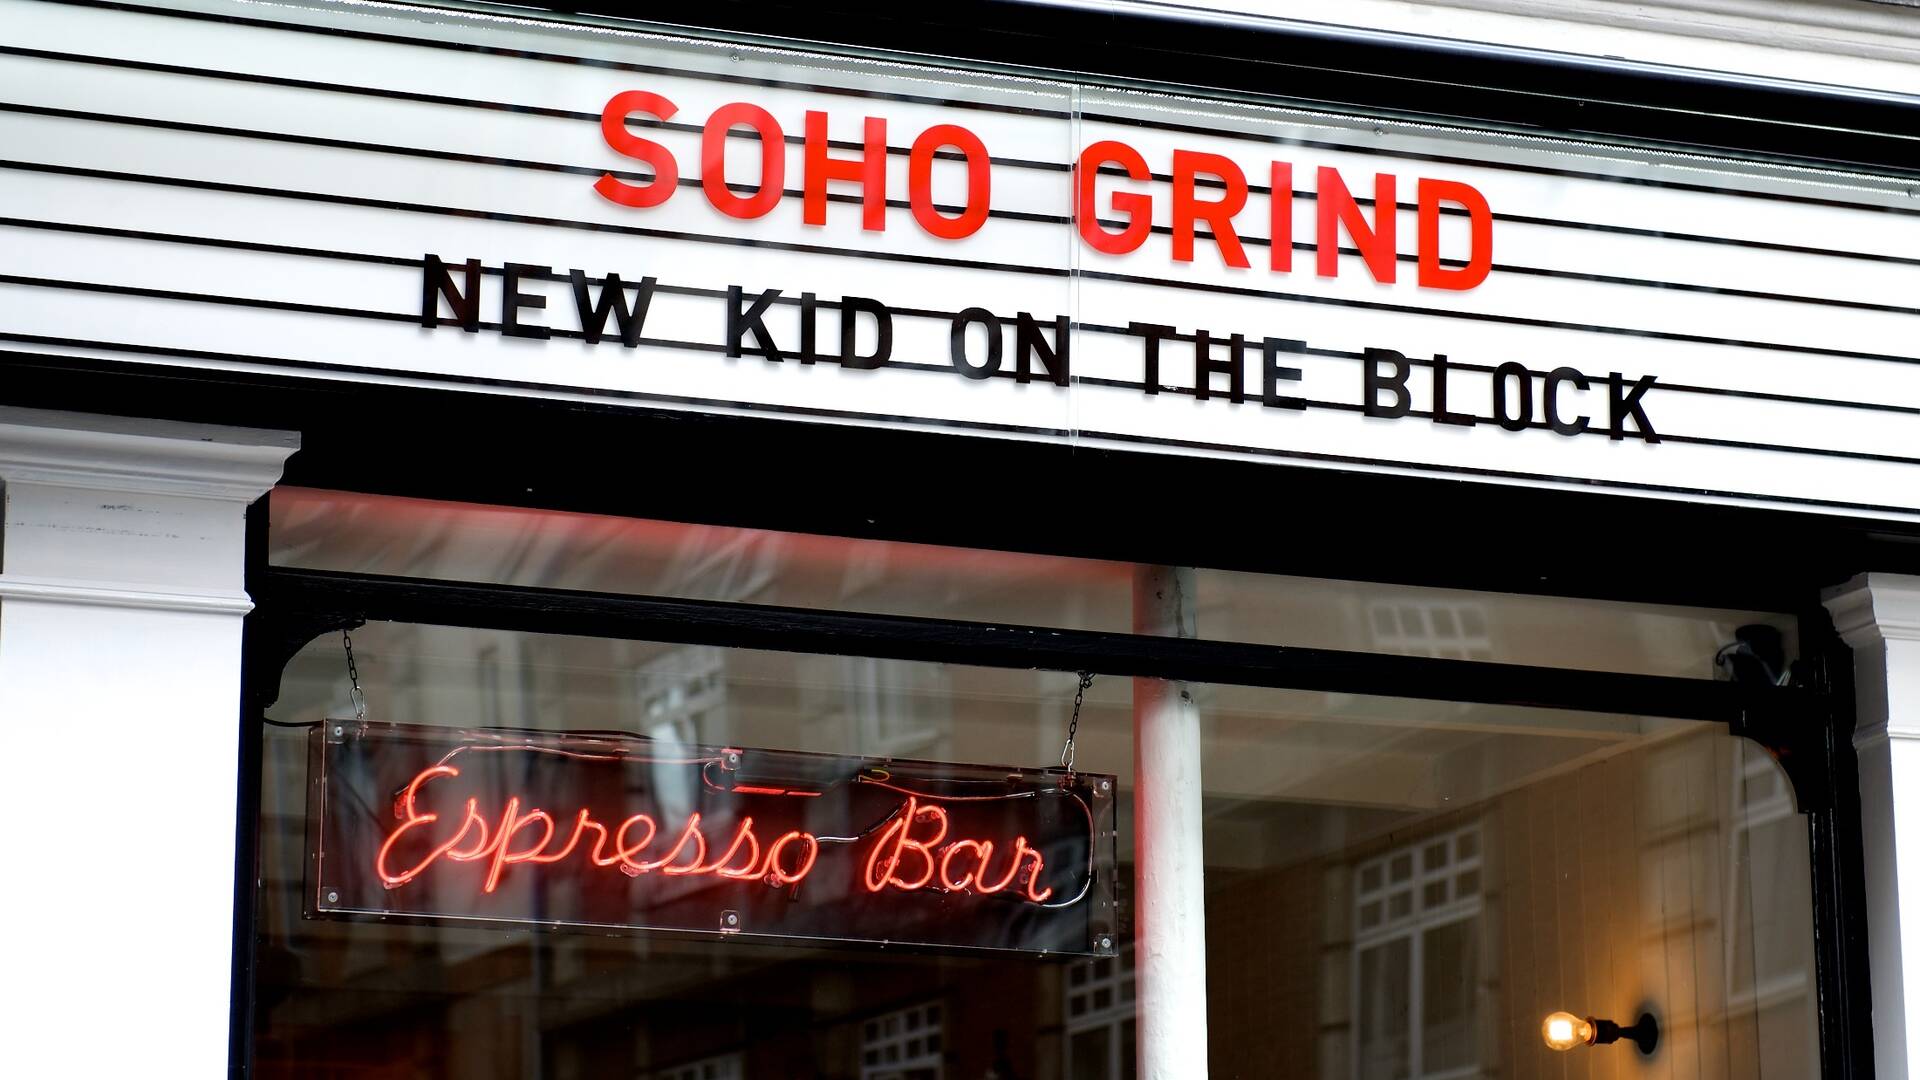 SOHO GRIND
NEW KID ON THE BLOCK
Espresso Bar